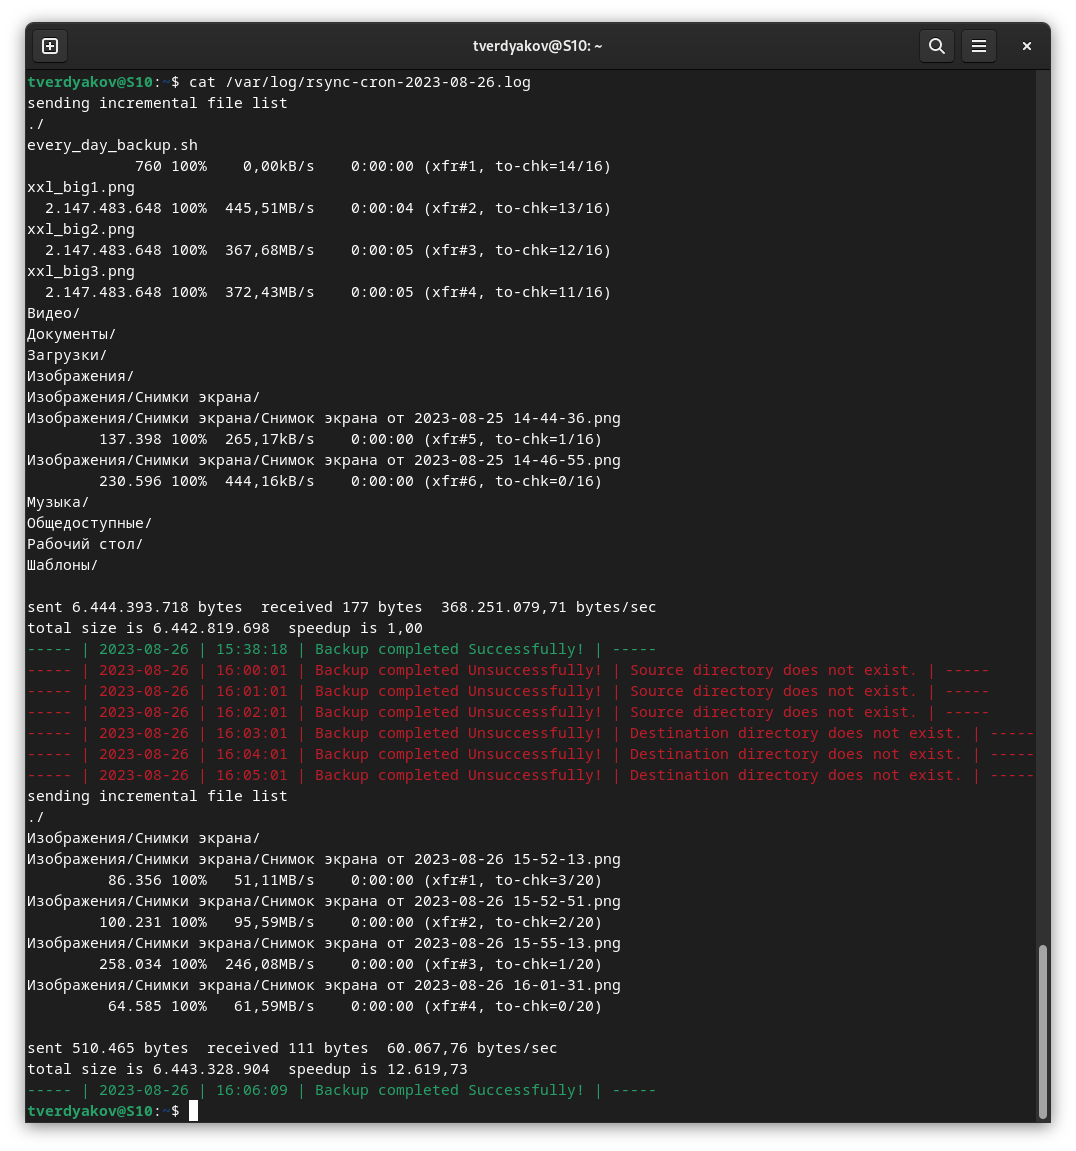 tverdyakov@S10: ~
tverdyakov@S10:~$ cat /var/log/rsync-cron-2023-08-26.log
sending incremental file list
./
every_day_backup.sh
            760 100%    0,00kB/s    0:00:00 (xfr#1, to-chk=14/16)
xxl_big1.png
  2.147.483.648 100%  445,51MB/s    0:00:04 (xfr#2, to-chk=13/16)
xxl_big2.png
  2.147.483.648 100%  367,68MB/s    0:00:05 (xfr#3, to-chk=12/16)
xxl_big3.png
  2.147.483.648 100%  372,43MB/s    0:00:05 (xfr#4, to-chk=11/16)
Видео/
Документы/
Загрузки/
Изображения/
Изображения/Снимки экрана/
Изображения/Снимки экрана/Снимок экрана от 2023-08-25 14-44-36.png
        137.398 100%  265,17kB/s    0:00:00 (xfr#5, to-chk=1/16)
Изображения/Снимки экрана/Снимок экрана от 2023-08-25 14-46-55.png
        230.596 100%  444,16kB/s    0:00:00 (xfr#6, to-chk=0/16)
Музыка/
Общедоступные/
Рабочий стол/
Шаблоны/

sent 6.444.393.718 bytes  received 177 bytes  368.251.079,71 bytes/sec
total size is 6.442.819.698  speedup is 1,00
----- | 2023-08-26 | 15:38:18 | Backup completed Successfully! | -----
----- | 2023-08-26 | 16:00:01 | Backup completed Unsuccessfully! | Source directory does not exist. | -----
----- | 2023-08-26 | 16:01:01 | Backup completed Unsuccessfully! | Source directory does not exist. | -----
----- | 2023-08-26 | 16:02:01 | Backup completed Unsuccessfully! | Source directory does not exist. | -----
----- | 2023-08-26 | 16:03:01 | Backup completed Unsuccessfully! | Destination directory does not exist. | -----
----- | 2023-08-26 | 16:04:01 | Backup completed Unsuccessfully! | Destination directory does not exist. | -----
----- | 2023-08-26 | 16:05:01 | Backup completed Unsuccessfully! | Destination directory does not exist. | -----
sending incremental file list
./
Изображения/Снимки экрана/
Изображения/Снимки экрана/Снимок экрана от 2023-08-26 15-52-13.png
         86.356 100%   51,11MB/s    0:00:00 (xfr#1, to-chk=3/20)
Изображения/Снимки экрана/Снимок экрана от 2023-08-26 15-52-51.png
        100.231 100%   95,59MB/s    0:00:00 (xfr#2, to-chk=2/20)
Изображения/Снимки экрана/Снимок экрана от 2023-08-26 15-55-13.png
        258.034 100%  246,08MB/s    0:00:00 (xfr#3, to-chk=1/20)
Изображения/Снимки экрана/Снимок экрана от 2023-08-26 16-01-31.png
         64.585 100%   61,59MB/s    0:00:00 (xfr#4, to-chk=0/20)

sent 510.465 bytes  received 111 bytes  60.067,76 bytes/sec
total size is 6.443.328.904  speedup is 12.619,73
----- | 2023-08-26 | 16:06:09 | Backup completed Successfully! | -----
tverdyakov@S10:~$